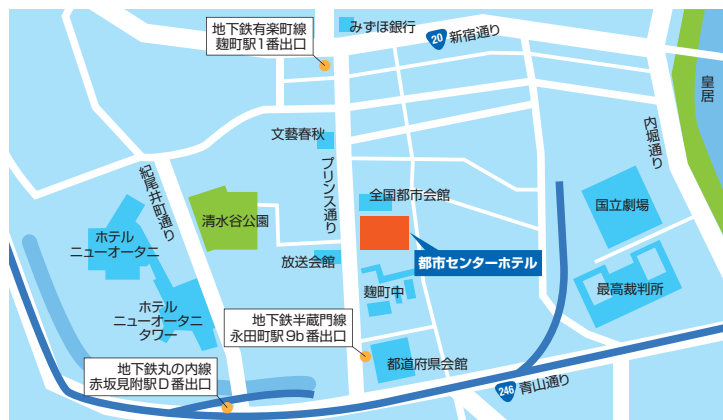 地下鉄有楽町線
麹町駅1番出口
みずほ銀行
20 新宿通り
皇居
内堀通り
文藝春秋
プリンス通り
紀尾井町通り
清水谷公園
全国都市会館
国立劇場
ホテル
ニューオータニ
放送会館
都市センターホテル
麹町中
最高裁判所
ホテル
ニューオータニ
タワー
地下鉄半蔵門線
永田町駅9b番出口
都道府県会館
地下鉄丸の内線
赤坂見附駅D番出口
246 青山通り